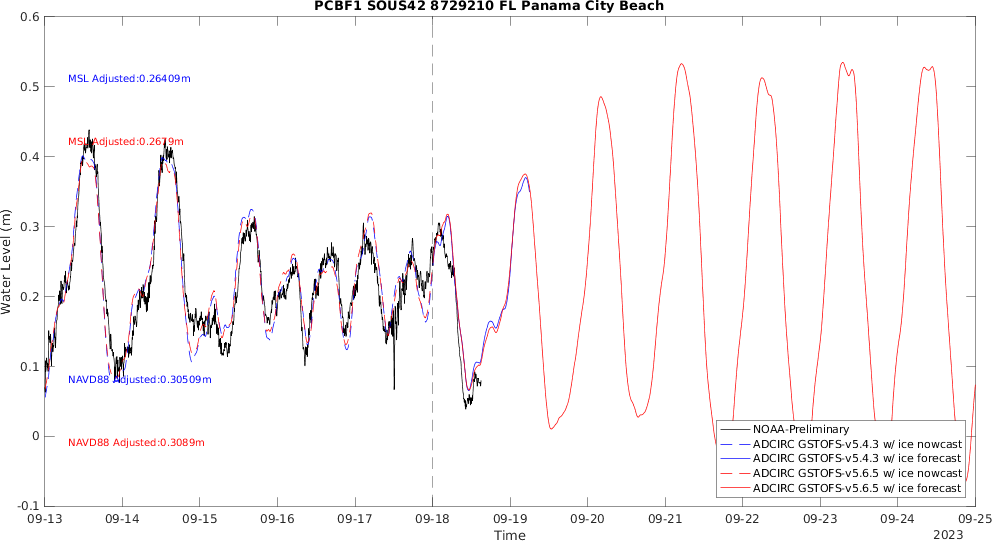 PCBF1 SOUS42 8729210 FL Panama City Beach
0.6
0.5
0.4
0.3
0.2
0.1
0
-0.1
Water Level (m)
MSL Adjusted:0.26409m
MSL Adjusted:0.2679m
NAVD88 Adjusted:0.30509m
NAVD88 Adjusted:0.3089m
NOAA-Preliminary
ADCIRC GSTOFS-v5.4.3 w/ ice nowcast
ADCIRC GSTOFS-v5.4.3 w/ ice forecast
ADCIRC GSTOFS-v5.6.5 w/ ice nowcast
ADCIRC GSTOFS-v5.6.5 w/ ice forecast
09-13 09-14 09-15 09-16 09-17 09-18 09-19 09-20 09-21 09-22 09-23 09-24 09-25
Time
2023